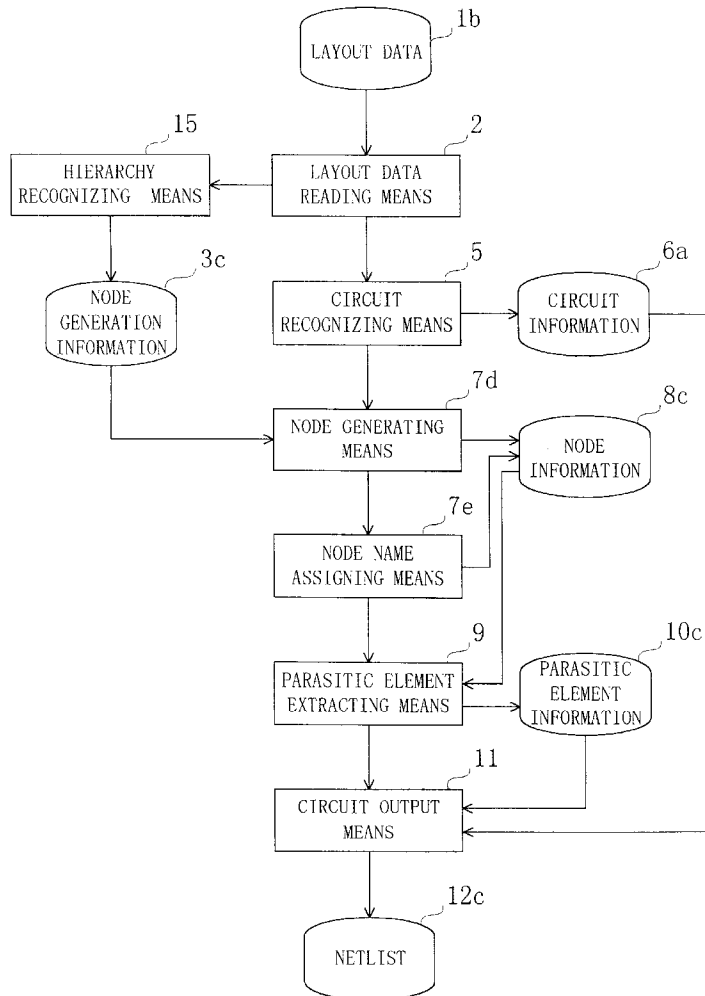 1b
LAYOUT DATA
15
2
HIERARCHY
RECOGNIZING MEANS
LAYOUT DATA
READING MEANS
3c
5
6a
NODE
GENERATION
INFORMATION
CIRCUIT
RECOGNIZING MEANS
CIRCUIT
INFORMATION
7d
8c
NODE GENERATING
MEANS
NODE
INFORMATION
7e
NODE NAME
ASSIGNING MEANS
9
10c
PARASITIC ELEMENT
EXTRACTING MEANS
PARASITIC
ELEMENT
INFORMATION
11
CIRCUIT OUTPUT
MEANS
12c
NETLIST